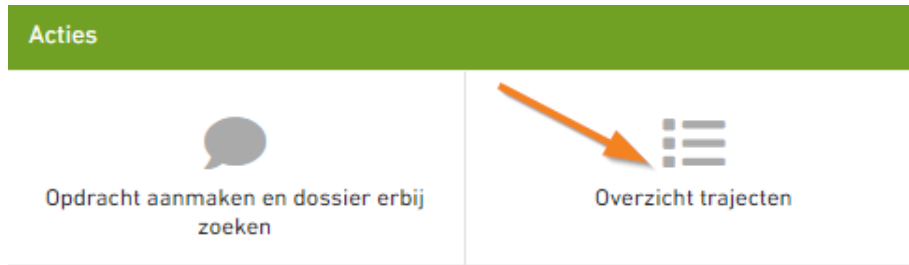 Acties
Opdracht aanmaken en dossier erbij
zoeken
Overzicht trajecten